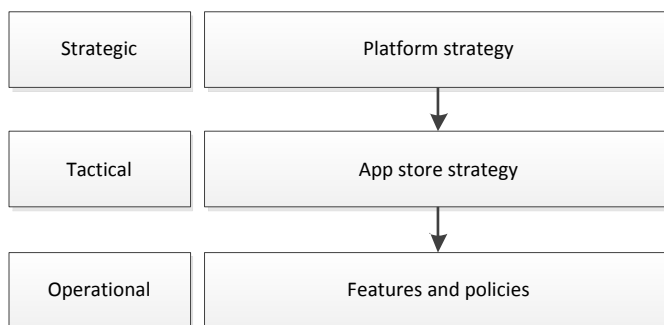 Strategic
Platform strategy
Tactical
App store strategy
Operational
Features and policies